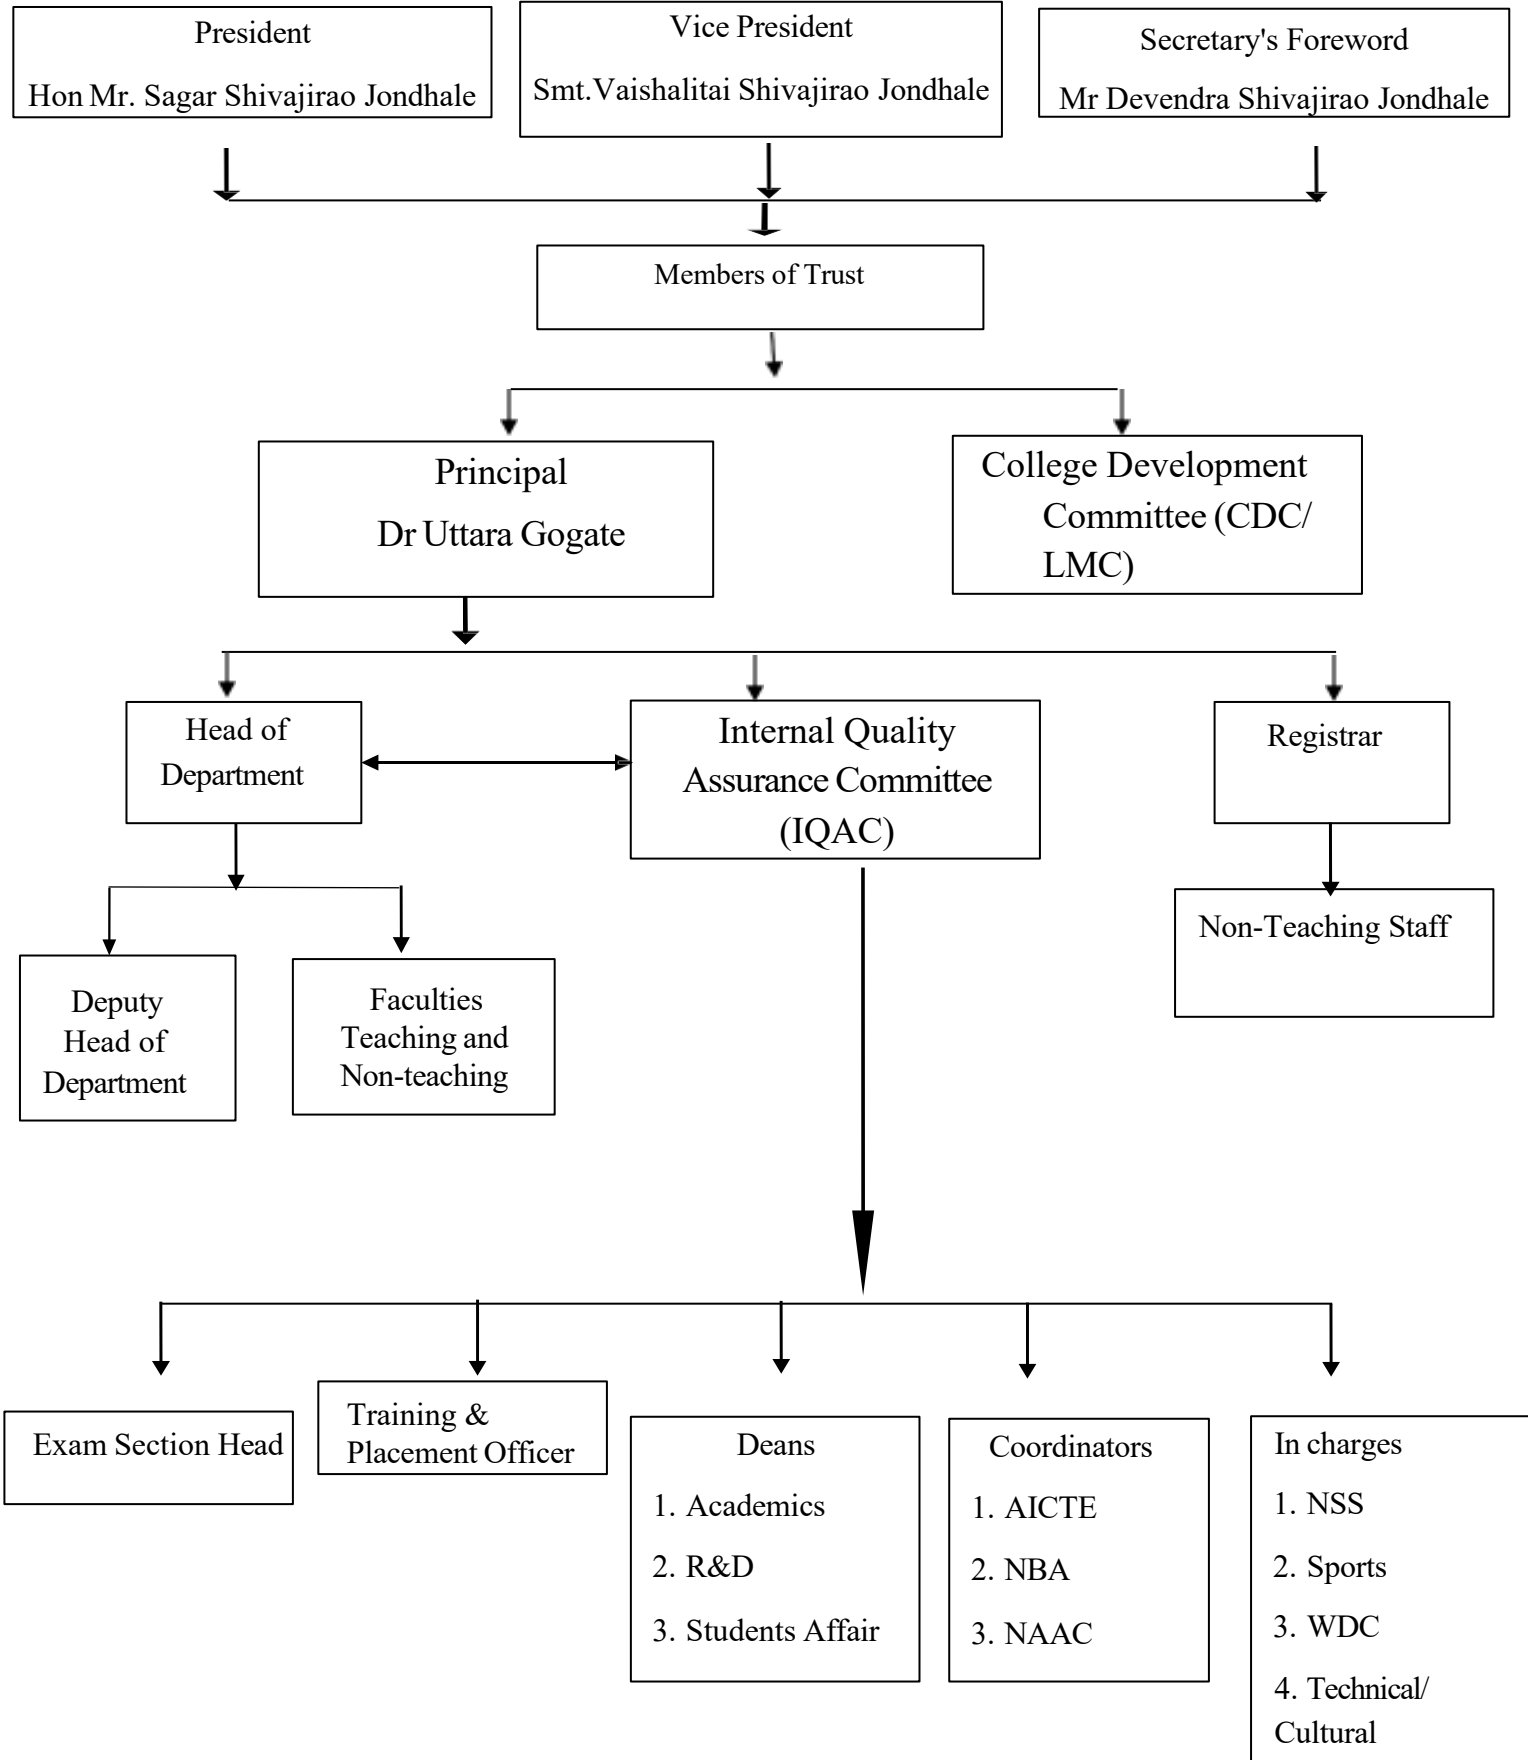 President
Hon Mr. Sagar Shivajirao Jondhale
Vice President
Smt.Vaishalitai Shivajirao Jondhale
Secretary's Foreword
Mr Devendra Shivajirao Jondhale
Members of Trust
Principal
Dr Uttara Gogate
College Development
Committee (CDC/
LMC)
Head of
Department
Internal Quality
Assurance Committee
(IQAC)
Registrar
Deputy
Head of
Department
Faculties
Teaching and
Non-teaching
Non-Teaching Staff
Exam Section Head
Training &
Placement Officer
Deans
1. Academics
2. R&D
3. Students Affair
Coordinators
1. AICTE
2. NBA
3. NAAC
In charges
1. NSS
2. Sports
3. WDC
4. Technical/
Cultural